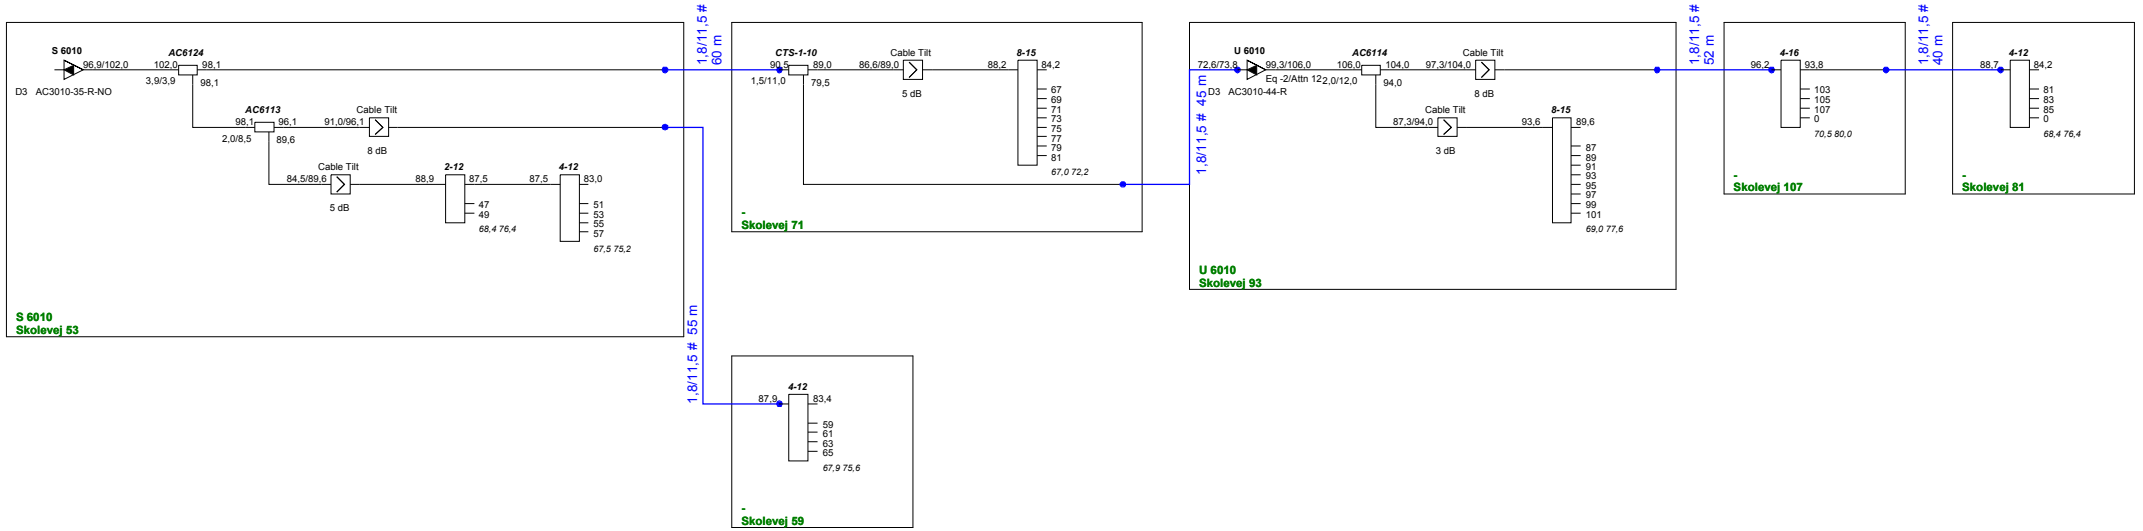 S 6010
96,9/102,0
D3 AC3010-35-R-NO
AC6124
102,0
98,1
3,9/3,9
98,1
AC6113
98,1
96,1
2,0/8,5
89,6
Cable Tilt
91,0/96,1
8 dB
Cable Tilt
84,5/89,6
5 dB
2-12
88,9
87,5
47
49
68,4 76,4
4-12
87,5
83,0
51
53
55
57
67,5 75,2
S 6010
Skolevej 53
1,8/11,5 #
60 m
1,8/11,5 # 55 m
CTS-1-10
90,5
89,0
1,5/11,0
79,5
Cable Tilt
86,6/89,0
5 dB
8-15
88,2
84,2
67
69
71
73
75
77
79
81
67,0 72,2
-
Skolevej 71
4-12
87,9
83,4
59
61
63
65
67,9 75,6
-
Skolevej 59
1,8/11,5 # 45 m
U 6010
72,6/73,8
99,3/106,0
Eq -2/Attn 12
D3 AC3010-44-R
AC6114
106,0
104,0
2,0/12,0
94,0
Cable Tilt
97,3/104,0
8 dB
Cable Tilt
87,3/94,0
3 dB
8-15
93,6
89,6
87
89
91
93
95
97
99
101
69,0 77,6
U 6010
Skolevej 93
1,8/11,5 #
52 m
4-16
96,2
93,8
103
105
107
0
70,5 80,0
-
Skolevej 107
1,8/11,5 #
40 m
4-12
88,7
84,2
81
83
85
0
68,4 76,4
-
Skolevej 81